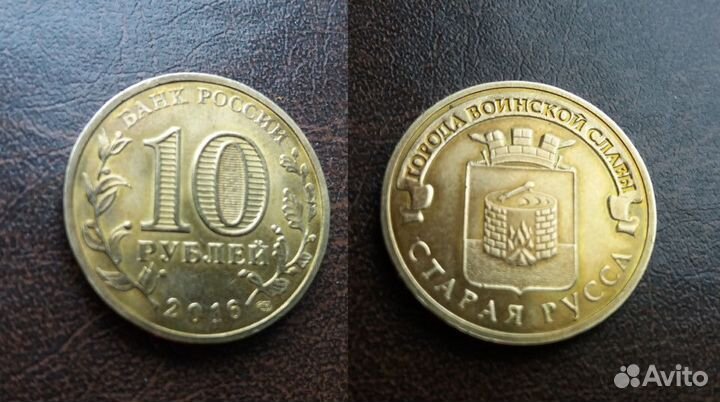 БАНК РОССИИ
10
РУБЛЕЙ
2016
ГОРОДА ВОИНСКОЙ СЛАВЫ
СТАРАЯ РУССА
Avito